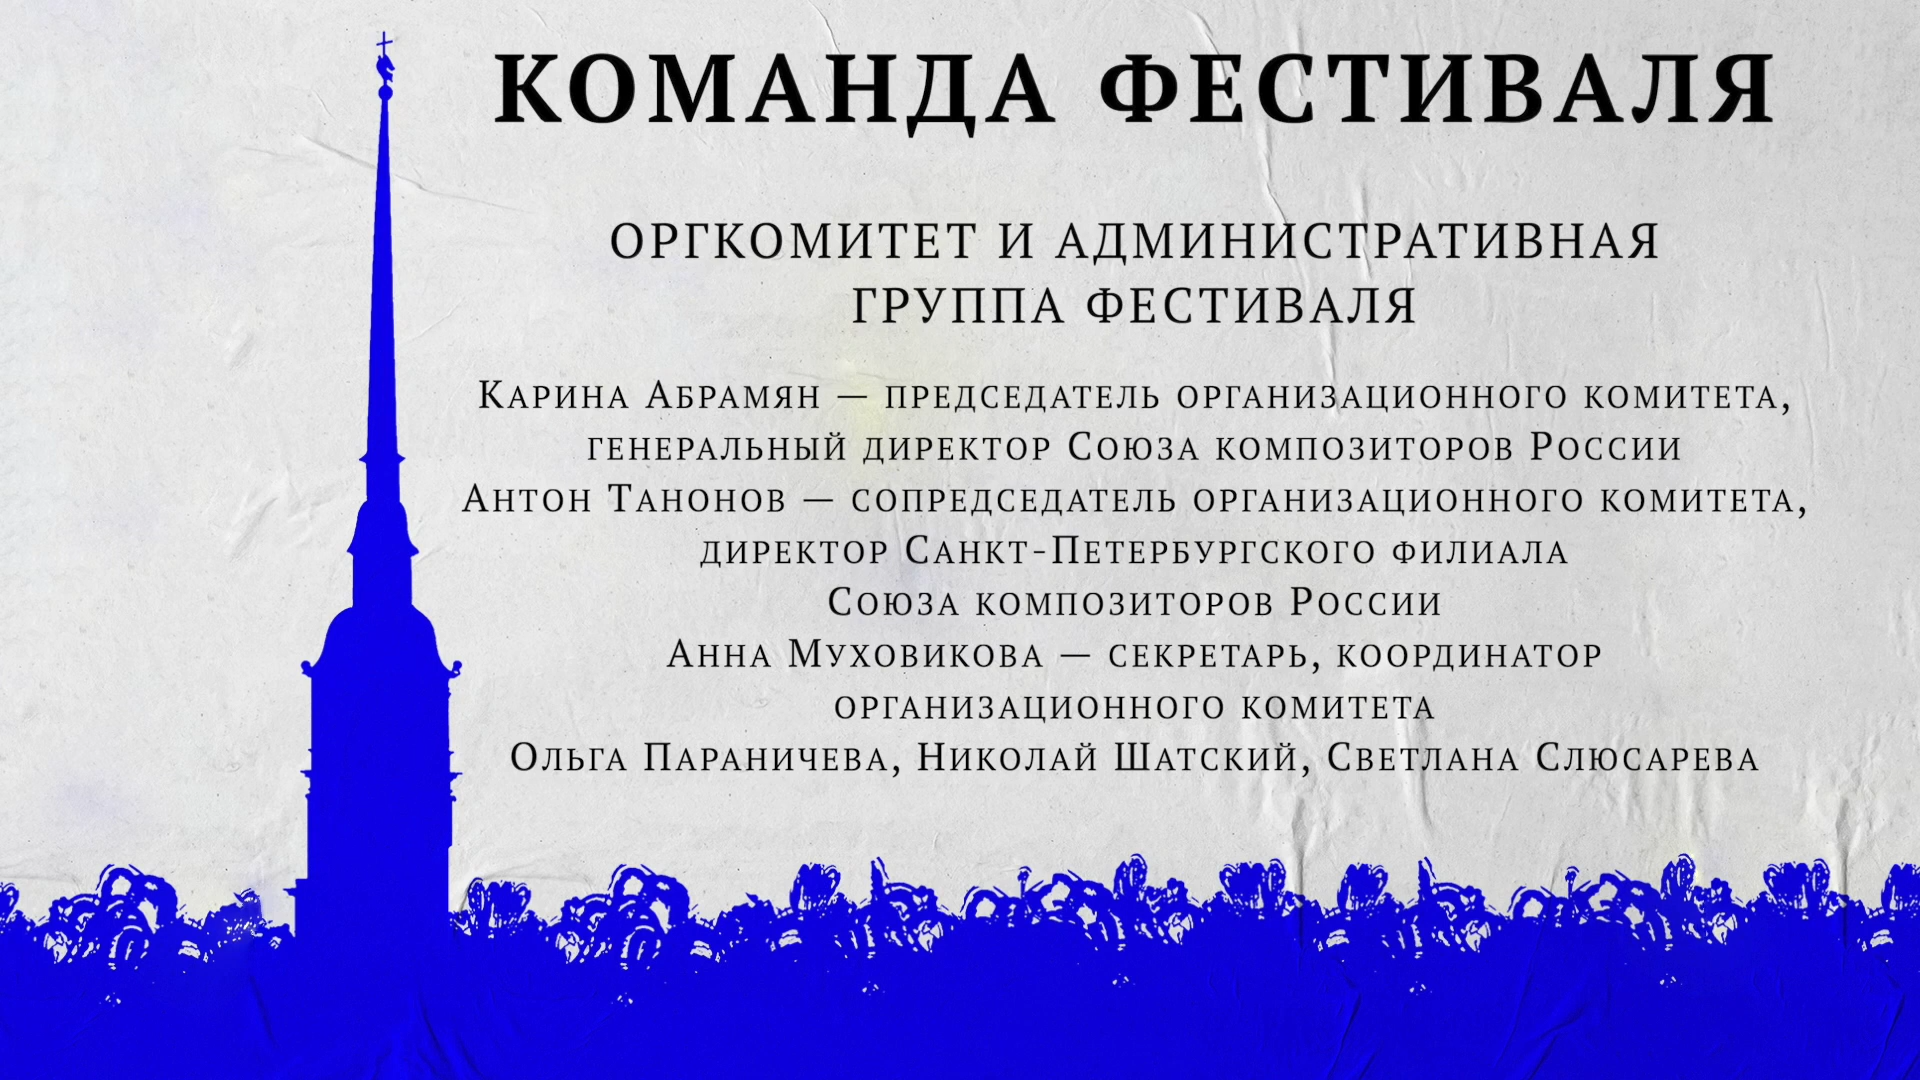 КОМАНДА ФЕСТИВАЛЯ
ОРГКОМИТЕТ И АДМИНИСТРАТИВНАЯ
ГРУППА ФЕСТИВАЛЯ
Карина Абрамян — председатель организационного комитета,
генеральный директор Союза композиторов России
Антон Танонов — сопредседатель организационного комитета,
директор Санкт-Петербургского филиала
Союза композиторов России
Анна Муховикова — секретарь, координатор
организационного комитета
Ольга Параничева, Николай Шатский, Светлана Слюсарева